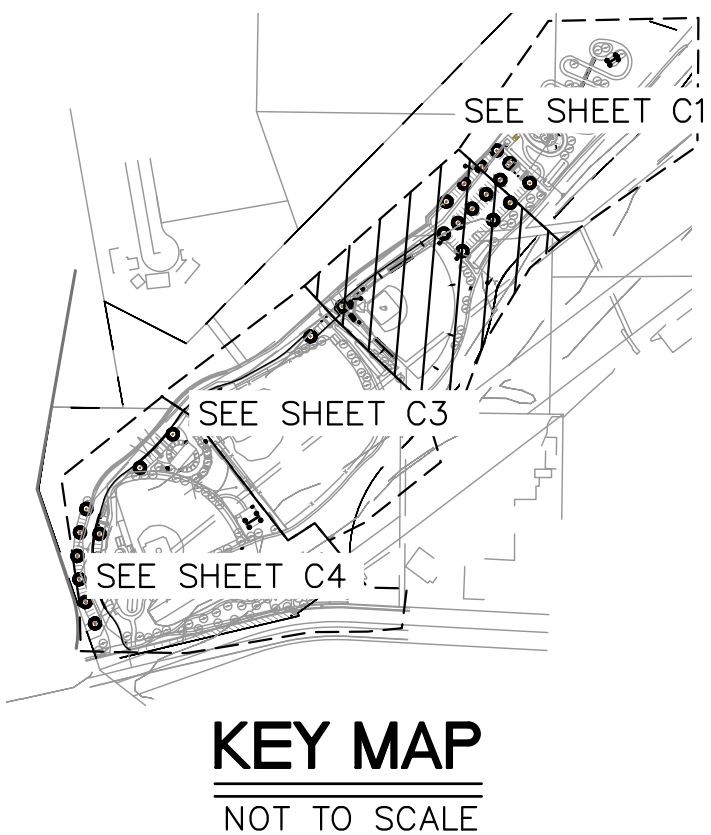 SEE SHEET C1
SEE SHEET C3
SEE SHEET C4
KEY MAP
NOT TO SCALE